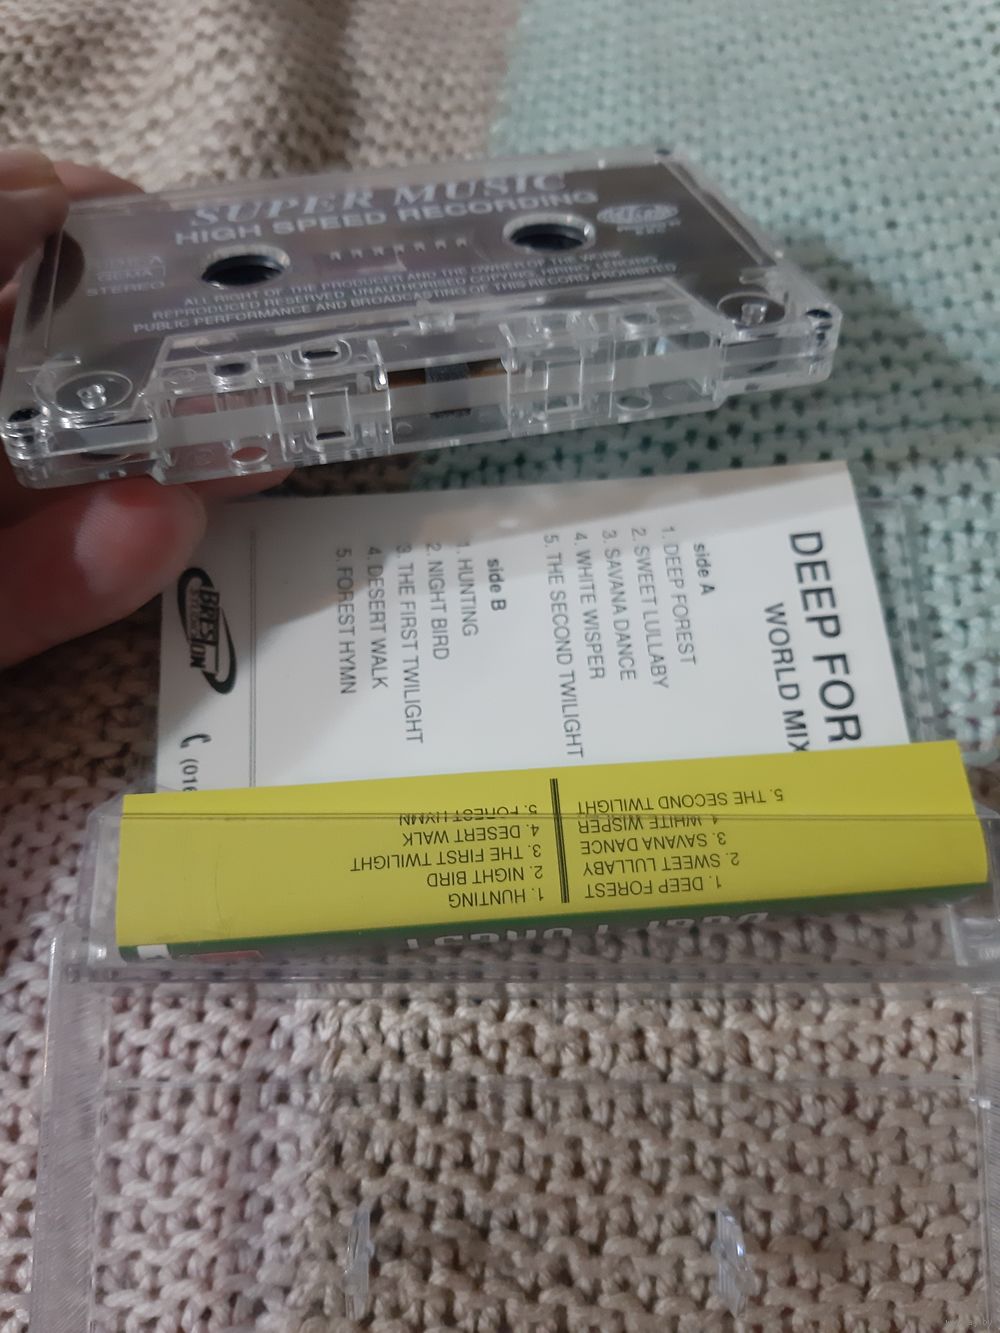 SUPER MUSIC
HIGH SPEED RECORDING
STEREO
ALL RIGHT OF THE PRODUCER AND THE OWNER OF THE WORK
REPRODUCED RESERVED UNAUTHORISED COPYING, HIRING, LENDING
PUBLIC PERFORMANCE AND BROADCASTING OF THIS RECORD PROHIBITED
DEEP FOR
WORLD MIX
side A
1. DEEP FOREST
2. SWEET LULLABY
3. SAVANA DANCE
4. WHITE WISPER
5. THE SECOND TWILIGHT
side B
1. HUNTING
2. NIGHT BIRD
3. THE FIRST TWILIGHT
4. DESERT WALK
5. FOREST HYMN
BREST
(016
1. DEEP FOREST
2. SWEET LULLABY
3. SAVANA DANCE
4. WHITE WISPER
5. THE SECOND TWILIGHT
1. HUNTING
2. NIGHT BIRD
3. THE FIRST TWILIGHT
4. DESERT WALK
5. FOREST HYMN